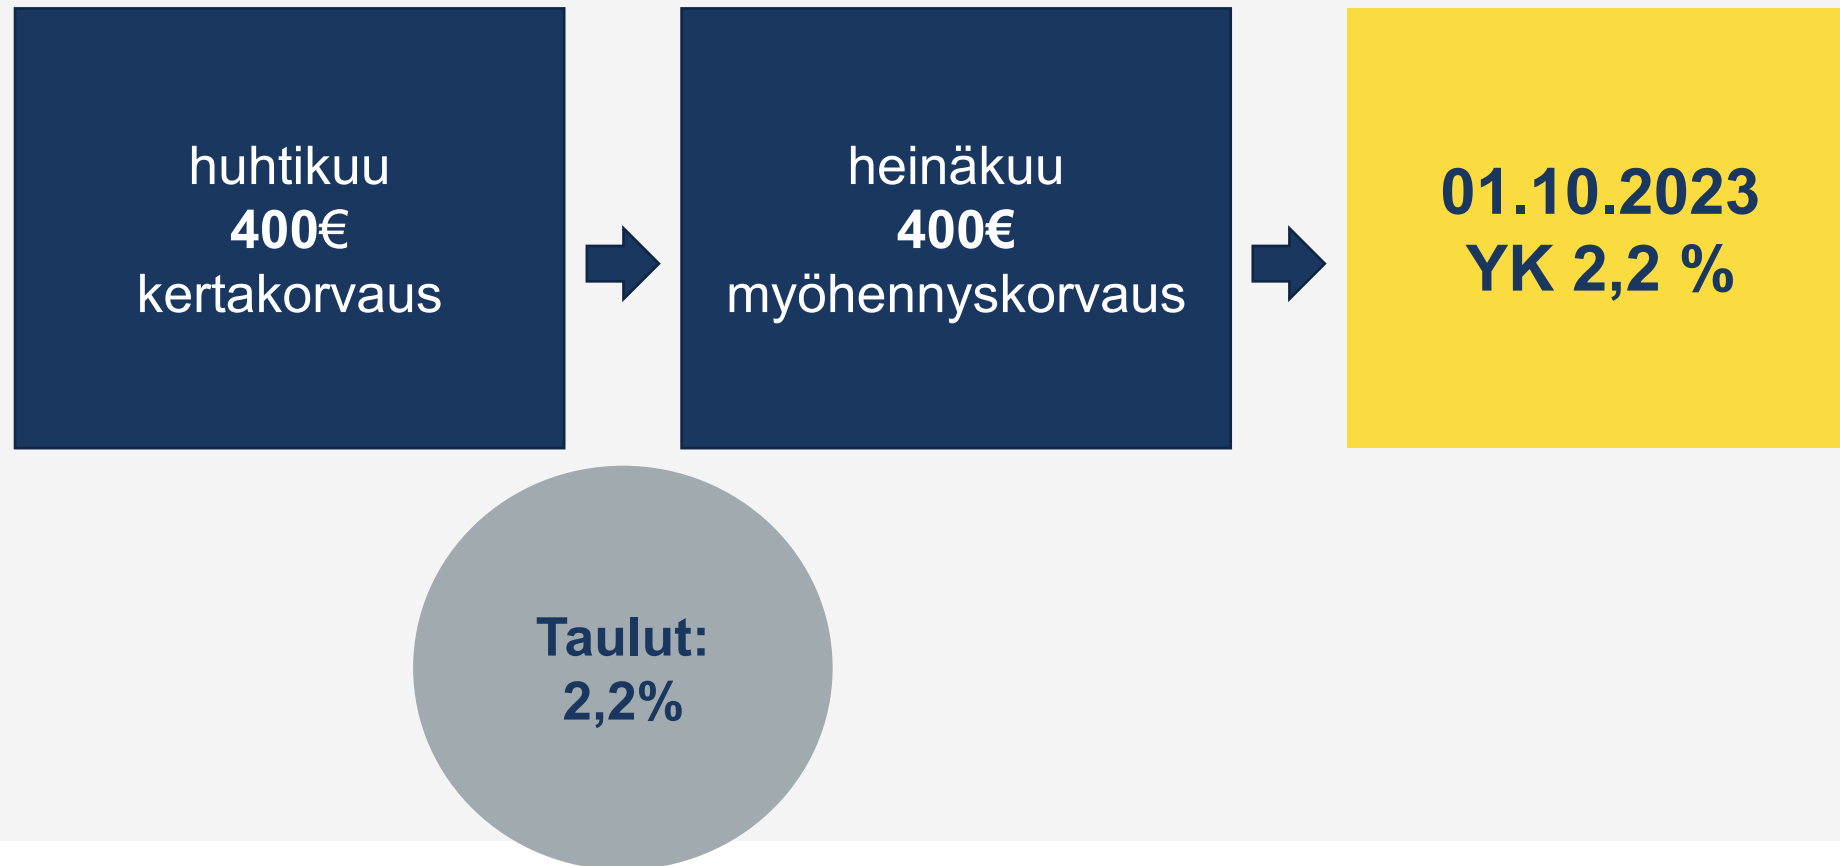 huhtikuu
400€
kertakorvaus
heinäkuu
400€
myöhennyskorvaus
01.10.2023
YK 2,2 %
Taulut:
2,2%